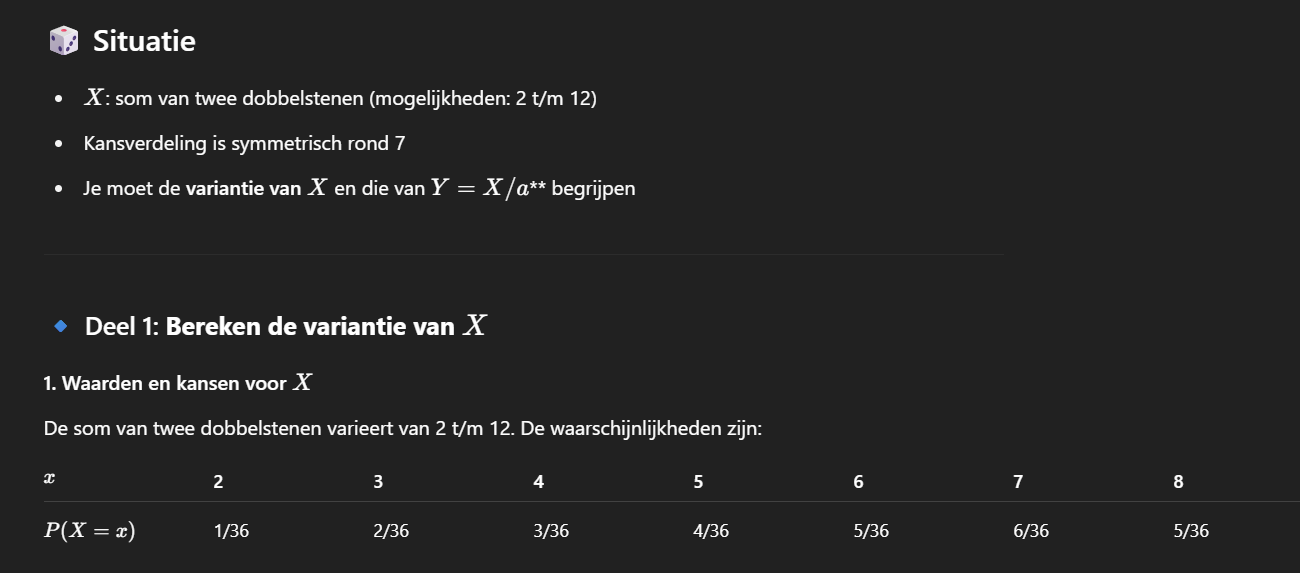 Situatie
X: som van twee dobbelstenen (mogelijkheden: 2 t/m 12)
Kansverdeling is symmetrisch rond 7
Je moet de variantie van X en die van Y = X/a** begrijpen
Deel 1: Bereken de variantie van X
1. Waarden en kansen voor X
De som van twee dobbelstenen varieert van 2 t/m 12. De waarschijnlijkheden zijn:
x 2 3 4 5 6 7 8
P(X = x) 1/36 2/36 3/36 4/36 5/36 6/36 5/36